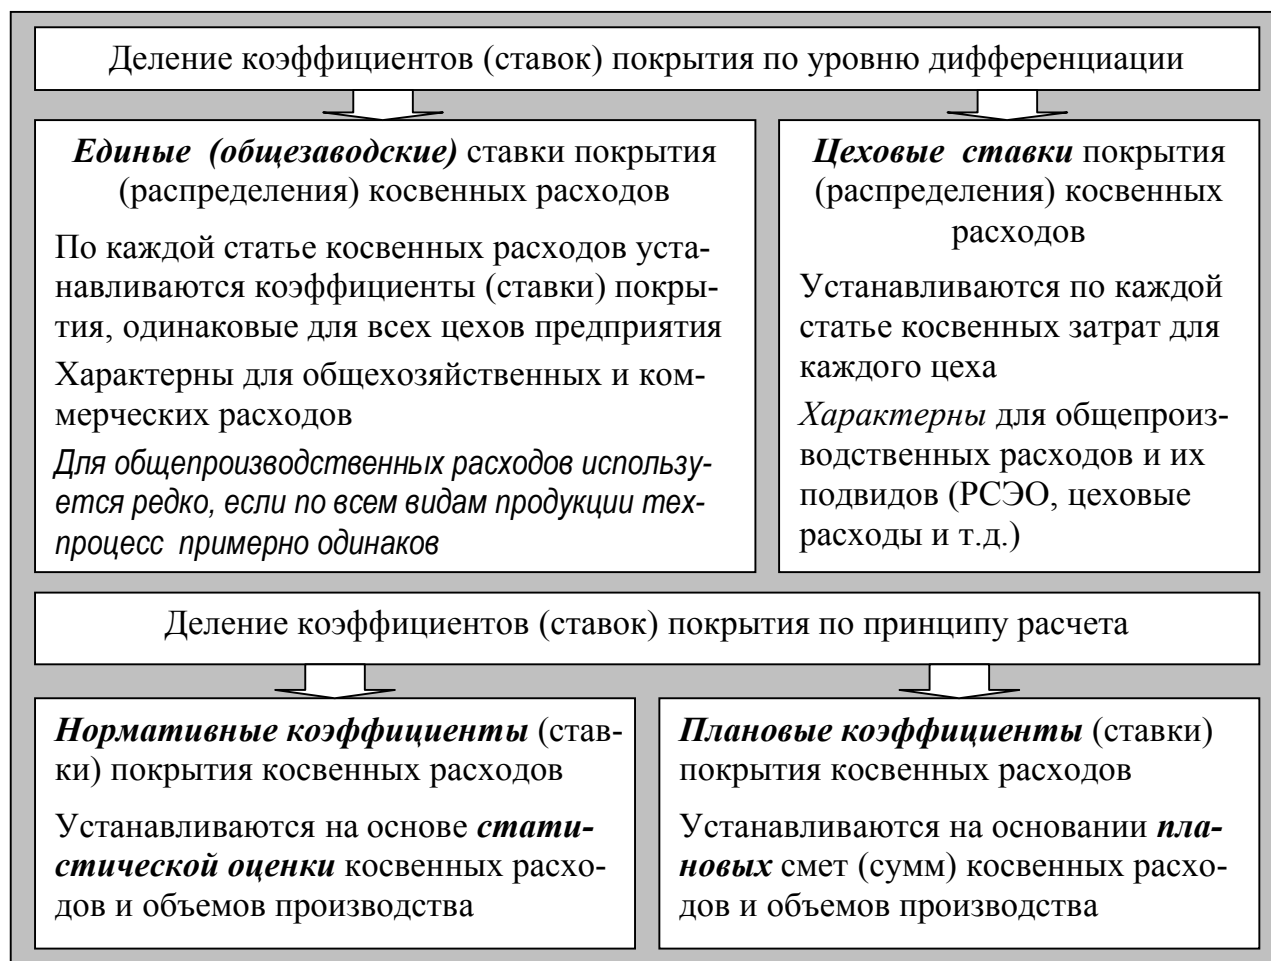 Деление коэффициентов (ставок) покрытия по уровню дифференциации
Единые (общезаводские) ставки покрытия
(распределения) косвенных расходов
По каждой статье косвенных расходов уста-
навливаются коэффициенты (ставки) покры-
тия, одинаковые для всех цехов предприятия
Характерны для общехозяйственных и ком-
мерческих расходов
Для общепроизводственных расходов использу-
ется редко, если по всем видам продукции тех-
процесс примерно одинаков
Цеховые ставки покрытия
(распределения) косвенных
расходов
Устанавливаются по каждой
статье косвенных затрат для
каждого цеха
Характерны для общепроиз-
водственных расходов и их
подвидов (РСЭО, цеховые
расходы и т.д.)
Деление коэффициентов (ставок) покрытия по принципу расчета
Нормативные коэффициенты (став-
ки) покрытия косвенных расходов
Устанавливаются на основе стати-
стической оценки косвенных расхо-
дов и объемов производства
Плановые коэффициенты (ставки)
покрытия косвенных расходов
Устанавливаются на основании пла-
новых смет (сумм) косвенных расхо-
дов и объемов производства